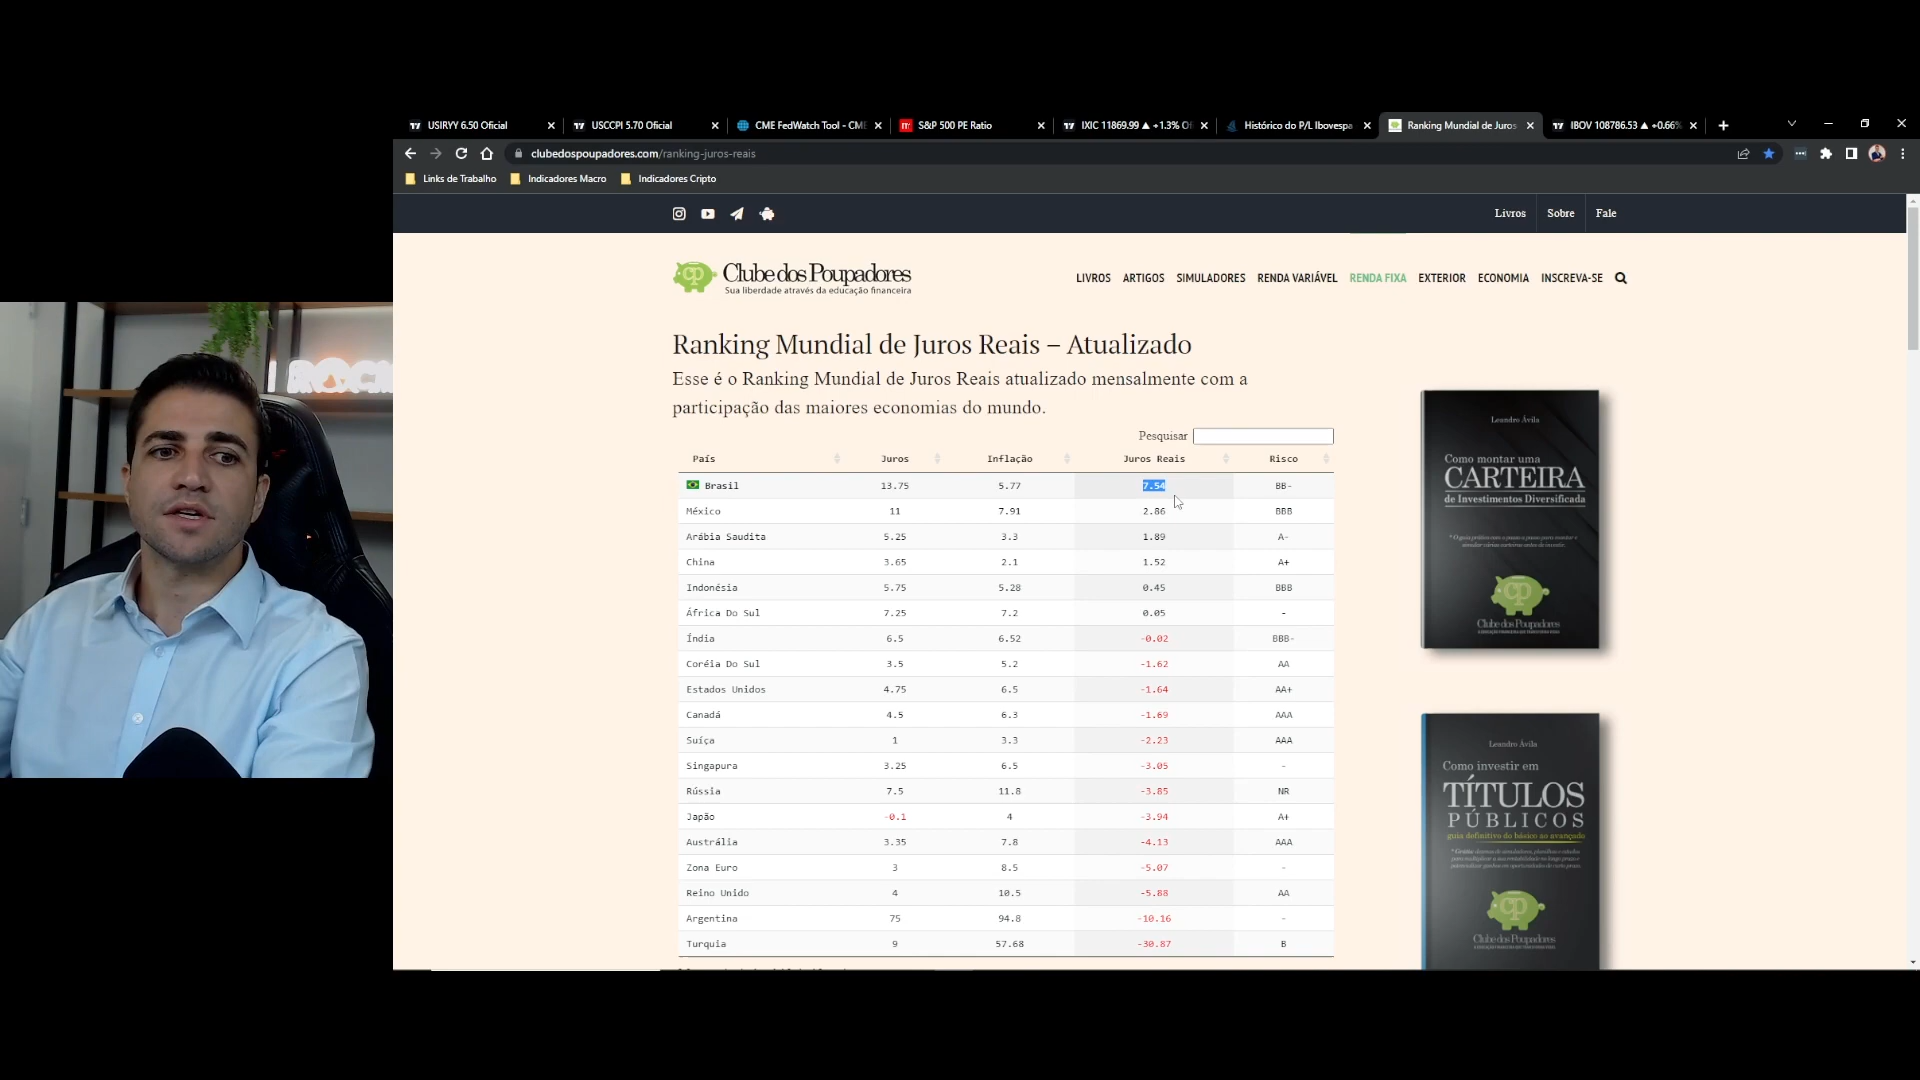 USIRYY 6.50 Oficial
USCCPI 5.70 Oficial
CME FedWatch Tool - CME
S&P 500 PE Ratio
IXIC 11869.99 ▲ +1.3% Of
Histórico do P/L Ibovespa
Ranking Mundial de Juros
IBOV 108786.53 ▲ +0.66%
clubedospoupadores.com/ranking-juros-reais
Links de Trabalho
Indicadores Macro
Indicadores Cripto
Livros
Sobre
Fale
cp Clube dos Poupadores
Sua liberdade através da educação financeira
LIVROS ARTIGOS SIMULADORES RENDA VARIÁVEL RENDA FIXA EXTERIOR ECONOMIA INSCREVA-SE
Ranking Mundial de Juros Reais – Atualizado
Esse é o Ranking Mundial de Juros Reais atualizado mensalmente com a
participação das maiores economias do mundo.
Pesquisar
País Juros Inflação Juros Reais Risco
Brasil 13.75 5.77 7.54 BB-
México 11 7.91 2.86 BBB
Arábia Saudita 5.25 3.3 1.89 A-
China 3.65 2.1 1.52 A+
Indonésia 5.75 5.28 0.45 BBB
África Do Sul 7.25 7.2 0.05 -
Índia 6.5 6.52 -0.02 BBB-
Coréia Do Sul 3.5 5.2 -1.62 AA
Estados Unidos 4.75 6.5 -1.64 AA+
Canadá 4.5 6.3 -1.69 AAA
Suíça 1 3.3 -2.23 AAA
Singapura 3.25 6.5 -3.05 -
Rússia 7.5 11.8 -3.85 NR
Japão -0.1 4 -3.94 A+
Austrália 3.35 7.8 -4.13 AAA
Zona Euro 3 8.5 -5.07 -
Reino Unido 4 10.5 -5.88 AA
Argentina 75 94.8 -10.16 -
Turquia 9 57.68 -30.87 B
Leandro Ávila
Como montar uma
CARTEIRA
de Investimentos Diversificada
cp
Clube dos Poupadores
Leandro Ávila
Como investir em
TÍTULOS
PÚBLICOS
guia definitivo do básico ao avançado
cp
Clube dos Poupadores